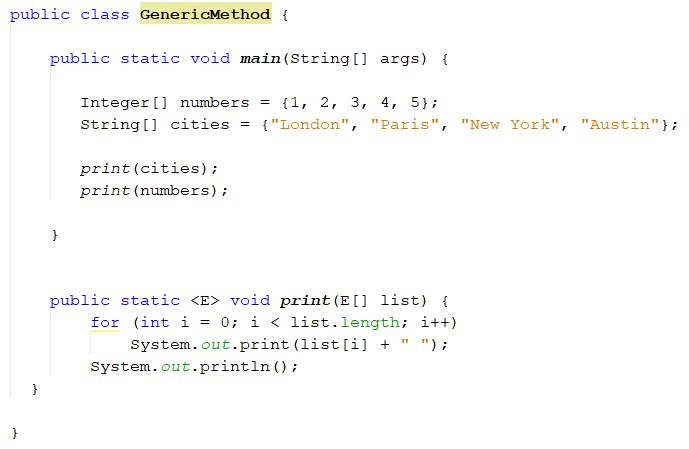 public class GenericMethod {
public static void main(String[] args) {
Integer[] numbers = {1, 2, 3, 4, 5};
String[] cities = {"London", "Paris", "New York", "Austin"};
print(cities);
print(numbers);
}
public static <E> void print(E[] list) {
for (int i = 0; i < list.length; i++)
System.out.print(list[i] + " ");
System.out.println();
}
}